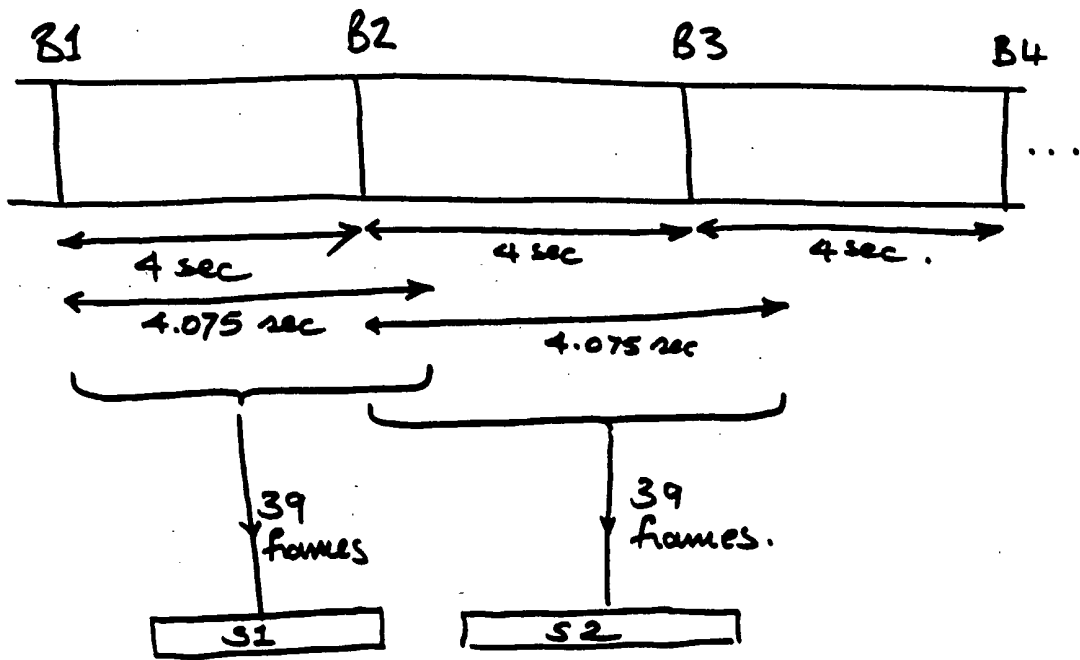 B1 B2 B3 B4
...
4 sec 4 sec 4 sec.
4.075 sec 4.075 sec
39 frames
39 frames.
S1 S2